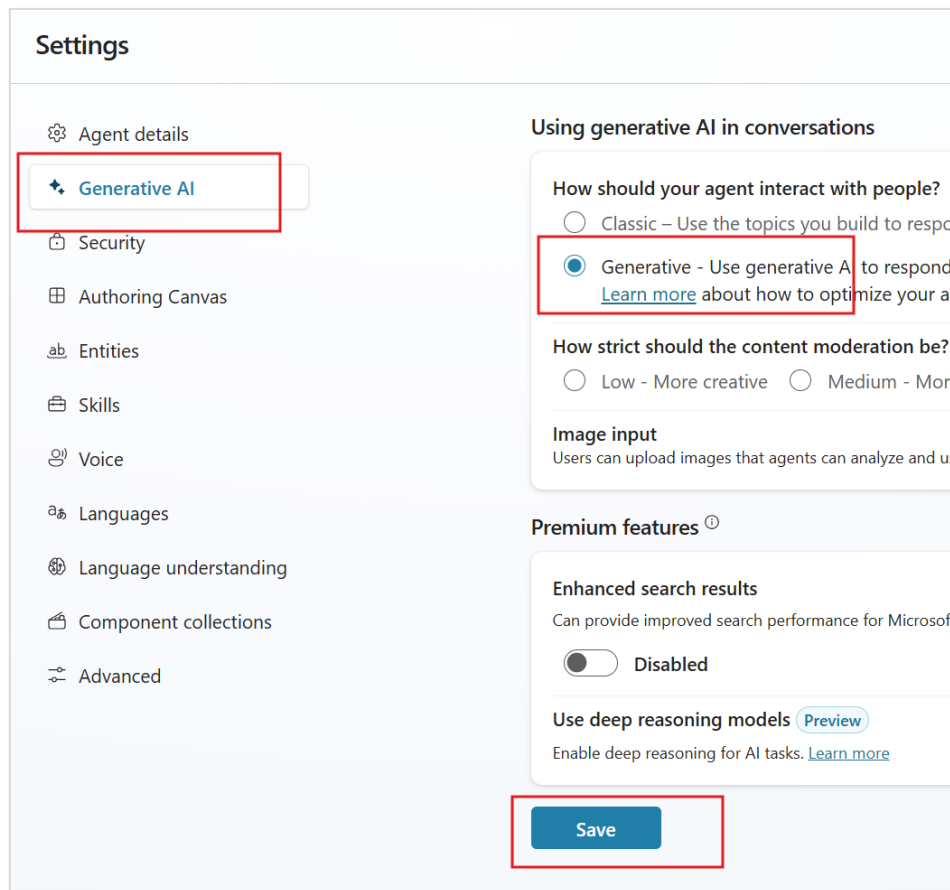 Settings
Agent details
Generative AI
Security
Authoring Canvas
Entities
Skills
Voice
Languages
Language understanding
Component collections
Advanced
Using generative AI in conversations
How should your agent interact with people?
Classic – Use the topics you build to respo
Generative - Use generative AI to respond
Learn more about how to optimize your a
How strict should the content moderation be?
Low - More creative Medium - Mor
Image input
Users can upload images that agents can analyze and u
Premium features
Enhanced search results
Can provide improved search performance for Microsof
Disabled
Use deep reasoning models Preview
Enable deep reasoning for AI tasks. Learn more
Save